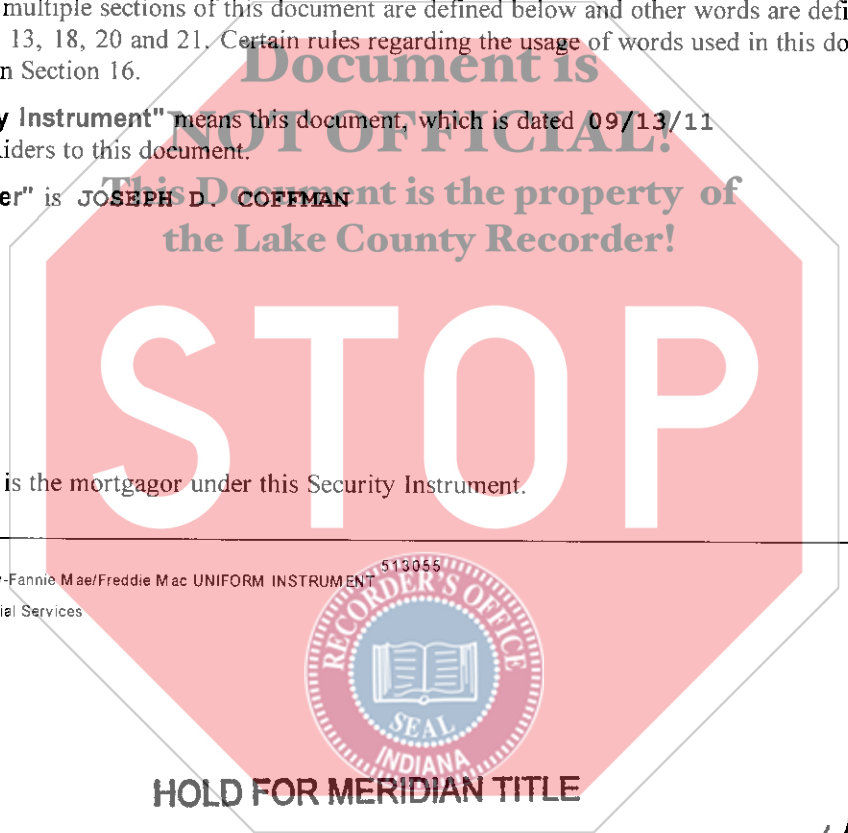 multiple sections of this document are defined below and other words are defi
13, 18, 20 and 21. Certain rules regarding the usage of words used in this do
n Section 16.
Document is
y Instrument" means this document, which is dated 09/13/11
NOT OFFICIAL!
iders to this document.
This Document is the property of
er" is JOSEPH D. COFFMAN
the Lake County Recorder!
STOP
is the mortgagor under this Security Instrument.
-Fannie Mae/Freddie Mac UNIFORM INSTRUMENT 513055
ial Services
RECORDER'S OFFICE
SEAL
INDIANA
HOLD FOR MERIDIAN TITLE